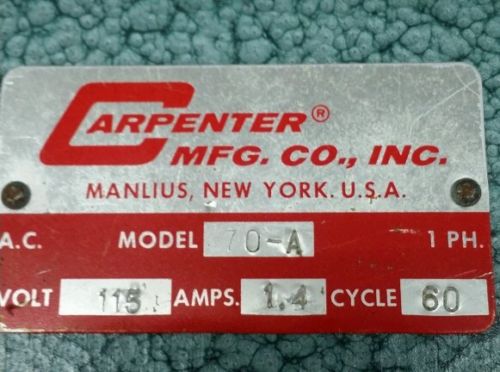 CARPENTER®
MFG. CO., INC.
MANLIUS, NEW YORK. U.S.A.
A.C. MODEL 70-A 1 PH.
VOLT 115 AMPS. 1.4 CYCLE 60